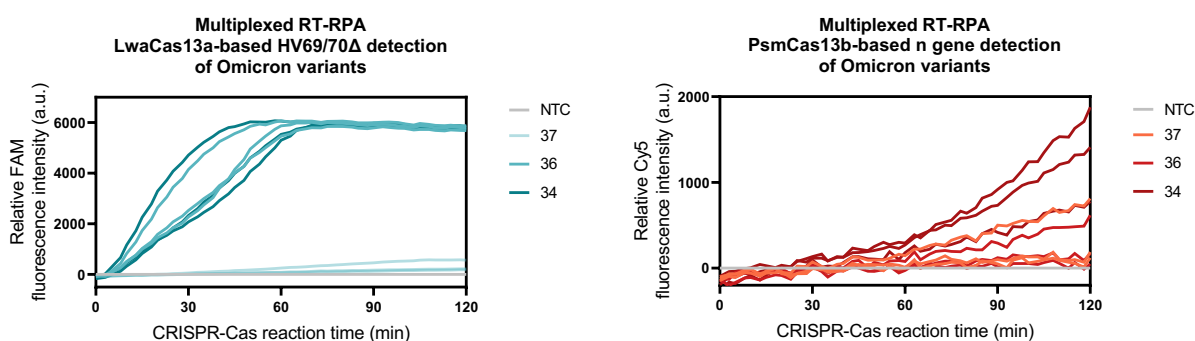 Multiplexed RT-RPA
LwaCas13a-based HV69/70Δ detection
of Omicron variants
Relative FAM
fluorescence intensity (a.u.)
6000
4000
2000
0
0
30
60
90
120
CRISPR-Cas reaction time (min)
NTC
37
36
34
Multiplexed RT-RPA
PsmCas13b-based n gene detection
of Omicron variants
Relative Cy5
fluorescence intensity (a.u.)
2000
1000
0
0
30
60
90
120
CRISPR-Cas reaction time (min)
NTC
37
36
34